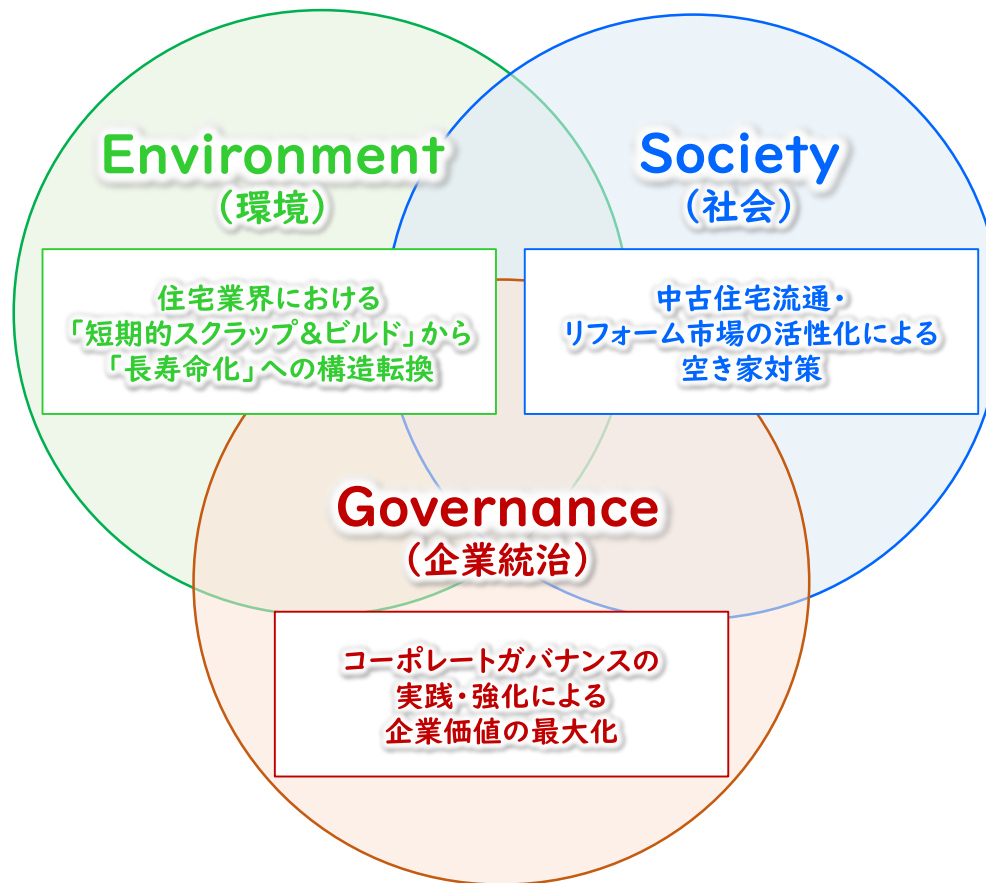 Environment
（環境）
住宅業界における
「短期的スクラップ＆ビルド」から
「長寿命化」への構造転換
Society
（社会）
中古住宅流通・
リフォーム市場の活性化による
空き家対策
Governance
（企業統治）
コーポレートガバナンスの
実践・強化による
企業価値の最大化